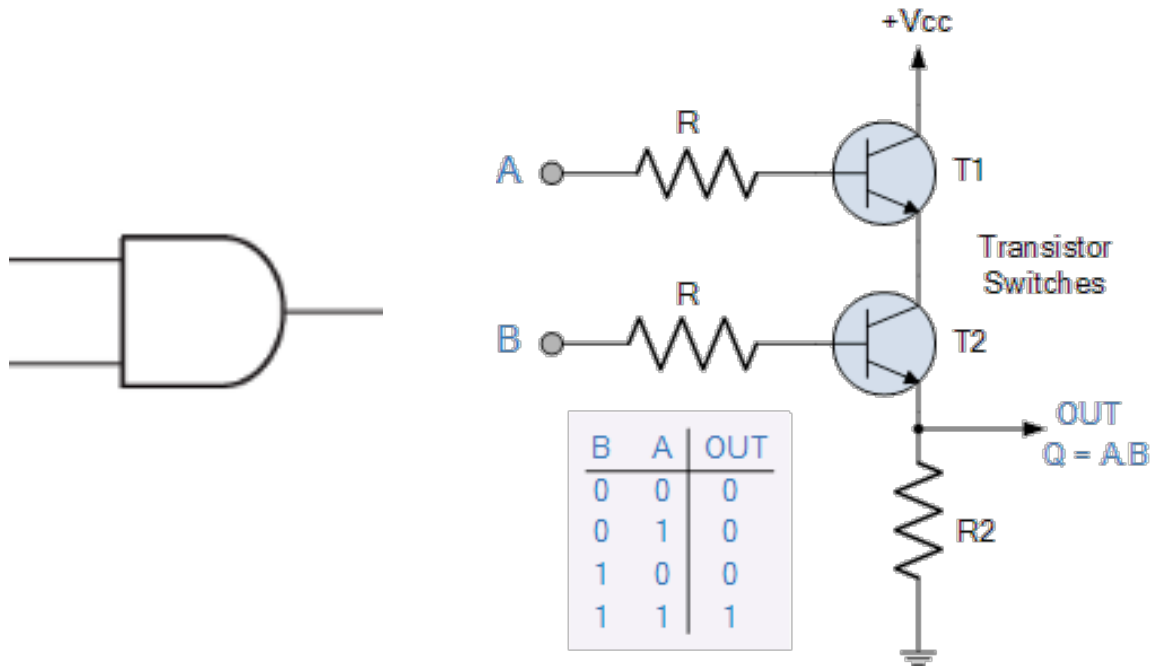 +Vcc
R
A
T1
Transistor
Switches
R
B
T2
OUT
Q = A.B
B A OUT
0 0 0
0 1 0
1 0 0
1 1 1
R2